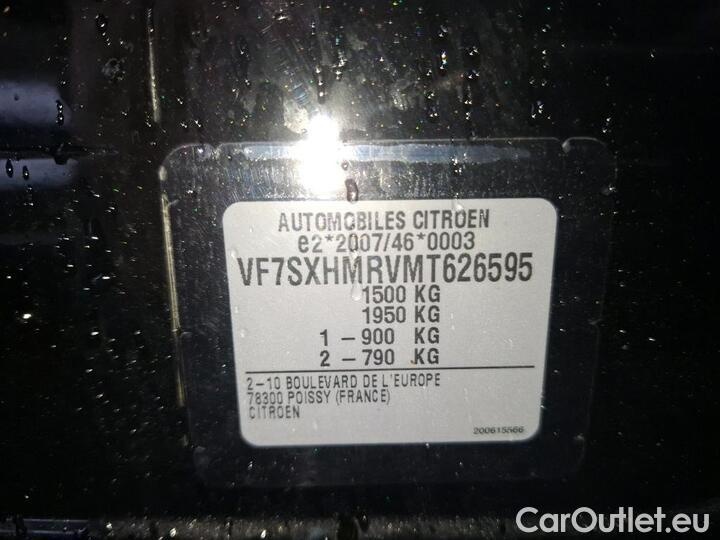 AUTOMOBILES CITROEN
e2*2007/46*0003
VF7SXHMRVMT626595
1500 KG
1950 KG
1 -900 KG
2 -790 KG
2-10 BOULEVARD DE L'EUROPE
78300 POISSY (FRANCE)
CITROEN
200615566
CarOutlet.eu